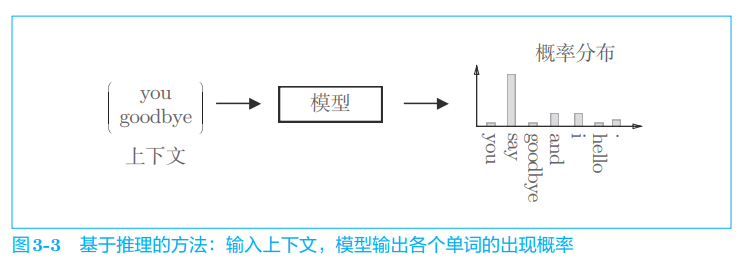 概率分布
you
goodbye
上下文
模型
you
say
goodbye
and
i
hello
.
图3-3 基于推理的方法：输入上下文，模型输出各个单词的出现概率